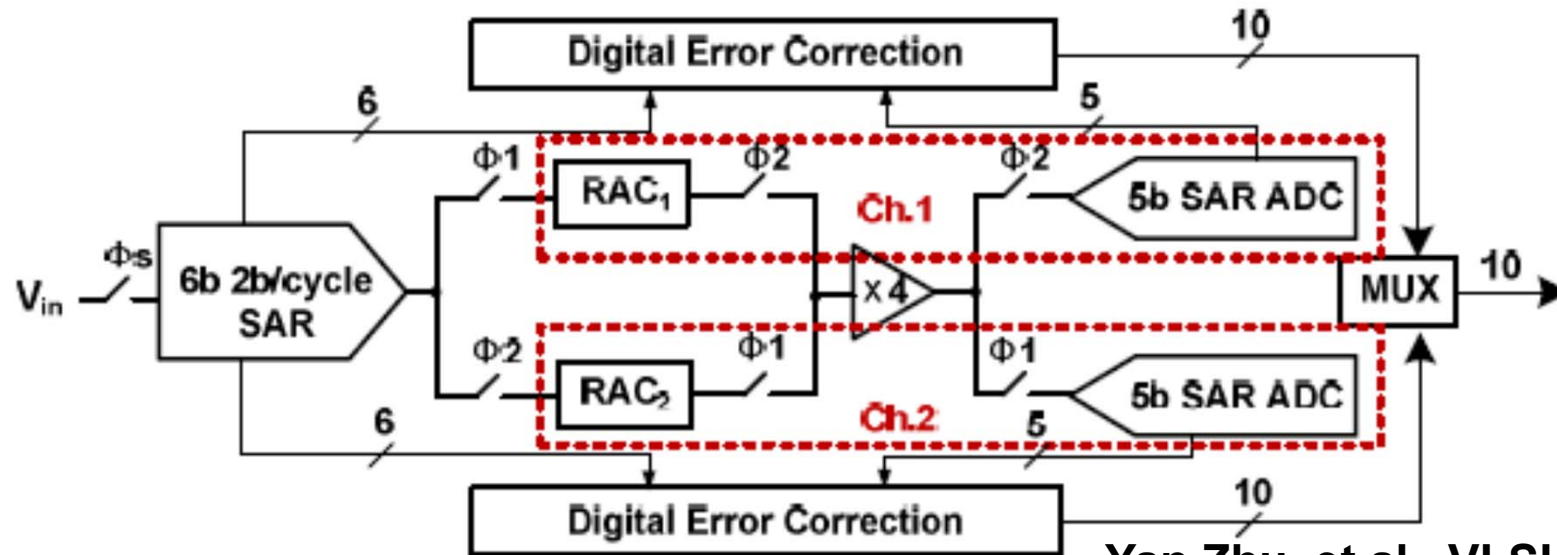 10
Digital Error Correction
6
5
Φ1
Φ2
Φ2
RAC₁
5b SAR ADC
Ch.1
Φs
6b 2b/cycle
SAR
Vin
x 4
MUX
10
Φ2
Φ1
Φ1
RAC₂
5b SAR ADC
Ch.2
6
5
10
Digital Error Correction